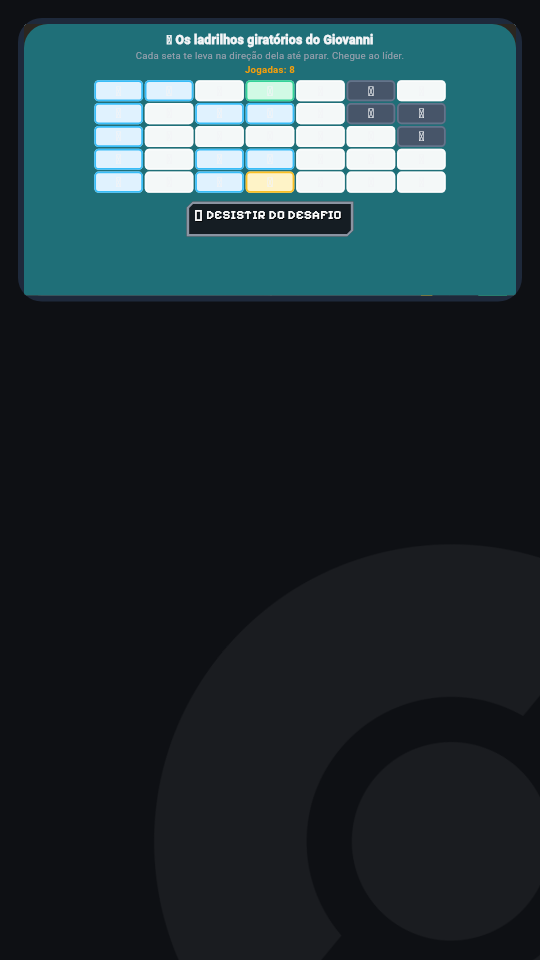 Os ladrilhos giratórios do Giovanni
Cada seta te leva na direção dela até parar. Chegue ao líder.
Jogadas: 8
DESISTIR DO DESAFIO